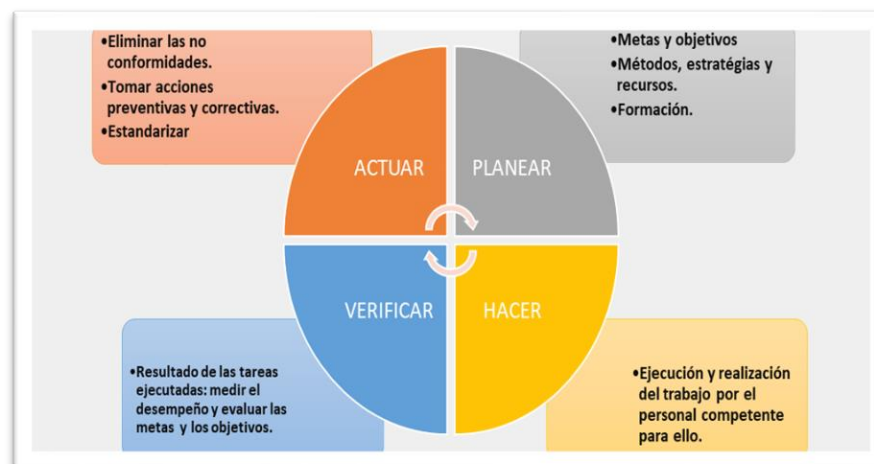 •Eliminar las no
conformidades.
•Tomar acciones
preventivas y correctivas.
•Estandarizar
•Metas y objetivos
•Métodos, estratégias y
recursos.
•Formación.
ACTUAR
PLANEAR
VERIFICAR
HACER
•Resultado de las tareas
ejecutadas: medir el
desempeño y evaluar las
metas y los objetivos.
•Ejecución y realización
del trabajo por el
personal competente
para ello.